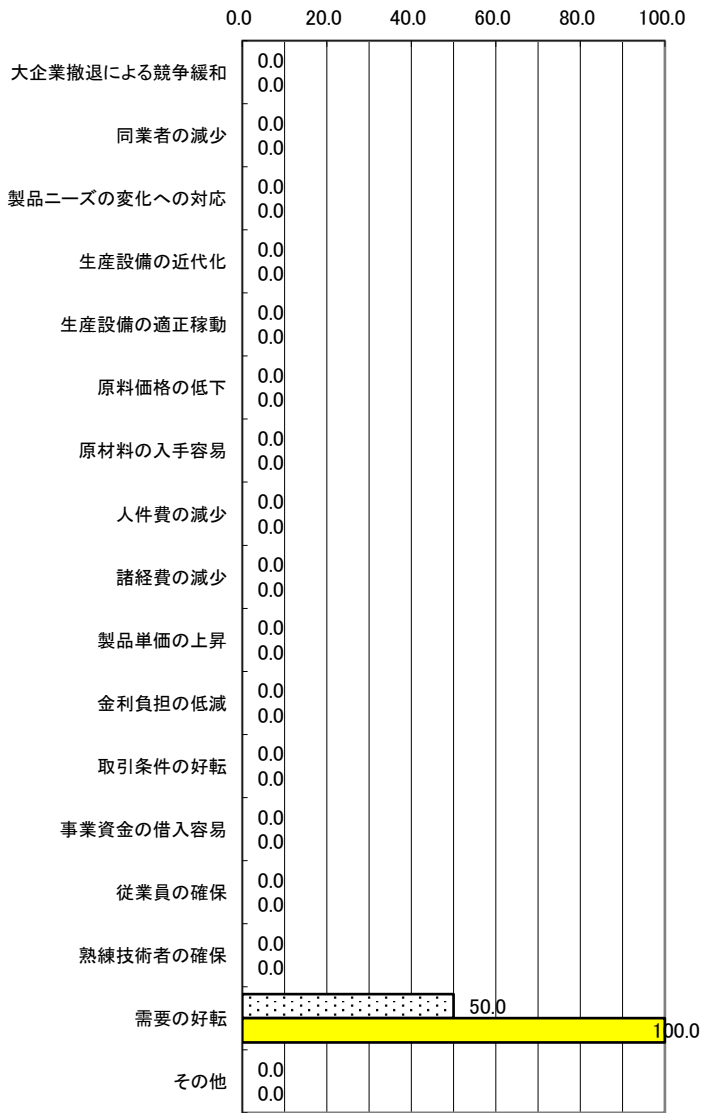 0.0 20.0 40.0 60.0 80.0 100.0
大企業撤退による競争緩和 0.0
0.0
同業者の減少 0.0
0.0
製品ニーズの変化への対応 0.0
0.0
生産設備の近代化 0.0
0.0
生産設備の適正稼動 0.0
0.0
原料価格の低下 0.0
0.0
原材料の入手容易 0.0
0.0
人件費の減少 0.0
0.0
諸経費の減少 0.0
0.0
製品単価の上昇 0.0
0.0
金利負担の低減 0.0
0.0
取引条件の好転 0.0
0.0
事業資金の借入容易 0.0
0.0
従業員の確保 0.0
0.0
熟練技術者の確保 0.0
0.0
需要の好転 50.0
100.0
その他 0.0
0.0